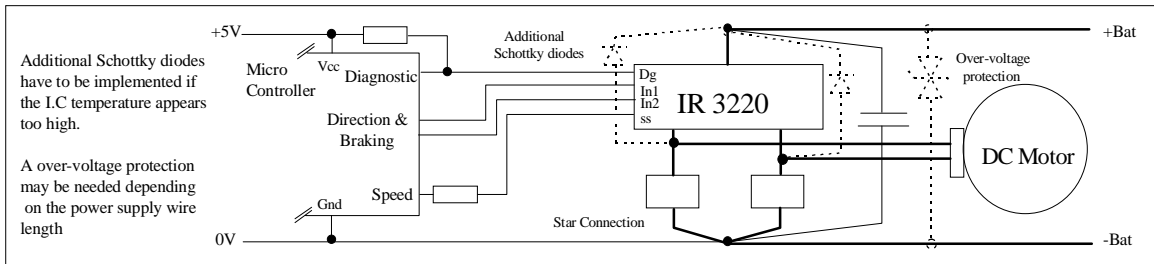 +5V
Additional Schottky diodes
have to be implemented if
the I.C temperature appears
too high.
A over-voltage protection
may be needed depending
on the power supply wire
length
0V
Micro
Controller
Vcc
Diagnostic
Direction &
Braking
Speed
Gnd
Additional
Schottky diodes
Dg
In1
In2
ss
IR 3220
Star Connection
+Bat
Over-voltage
protection
DC Motor
-Bat